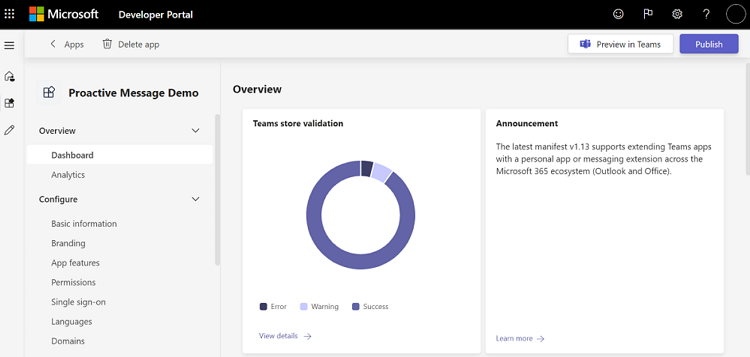 Microsoft
Developer Portal
Apps
Delete app
Preview in Teams
Publish
Proactive Message Demo
Overview
Dashboard
Analytics
Configure
Basic information
Branding
App features
Permissions
Single sign-on
Languages
Domains
Overview
Teams store validation
Error
Warning
Success
View details
Announcement
The latest manifest v1.13 supports extending Teams apps
with a personal app or messaging extension across the
Microsoft 365 ecosystem (Outlook and Office).
Learn more